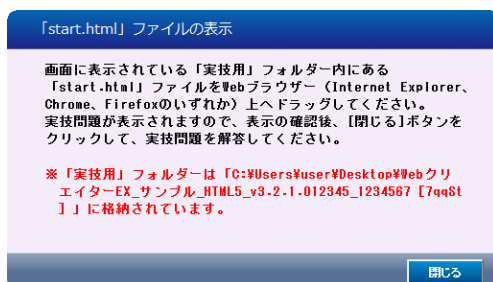 「start.html」ファイルの表示
画面に表示されている「実技用」フォルダー内にある
「start.html」ファイルをWebブラウザー（Internet Explorer、
Chrome、Firefoxのいずれか）上へドラッグしてください。
実技問題が表示されますので、表示の確認後、[閉じる]ボタンを
クリックして、実技問題を解答してください。
※「実技用」フォルダーは「C:¥Users¥user¥Desktop¥Webクリ
エイターEX_サンプル_HTML5_v3.2.1.012345_1234567 [7qqSt
] 」に格納されています。
閉じる